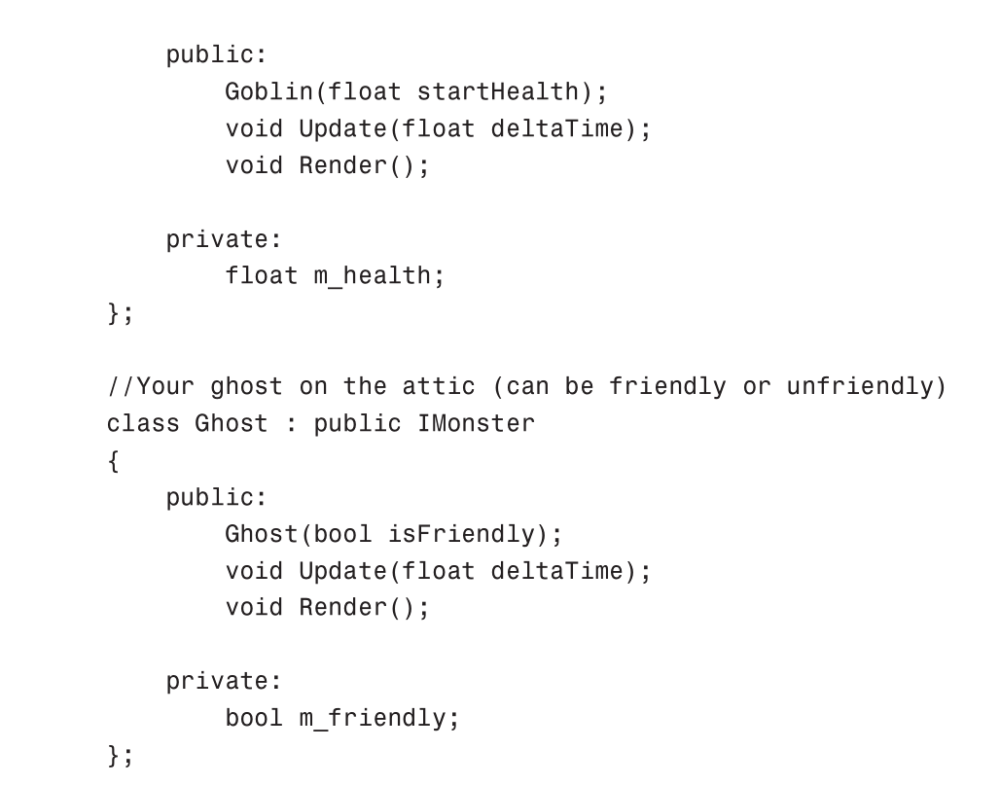 public:
Goblin(float startHealth);
void Update(float deltaTime);
void Render();
private:
float m_health;
};
//Your ghost on the attic (can be friendly or unfriendly)
class Ghost : public IMonster
{
public:
Ghost(bool isFriendly);
void Update(float deltaTime);
void Render();
private:
bool m_friendly;
};